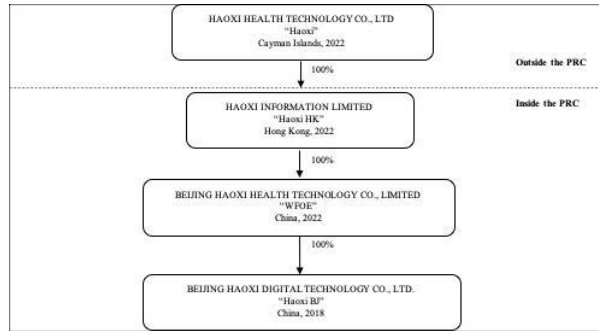 HAOXI HEALTH TECHNOLOGY CO., LTD
“Haoxi”
Cayman Islands, 2022
Outside the PRC
100%
Inside the PRC
HAOXI INFORMATION LIMITED
“Haoxi HK”
Hong Kong, 2022
100%
BEIJING HAOXI HEALTH TECHNOLOGY CO., LIMITED
“WFOE”
China, 2022
100%
BEIJING HAOXI DIGITAL TECHNOLOGY CO., LTD.
“Haoxi BJ”
China, 2018